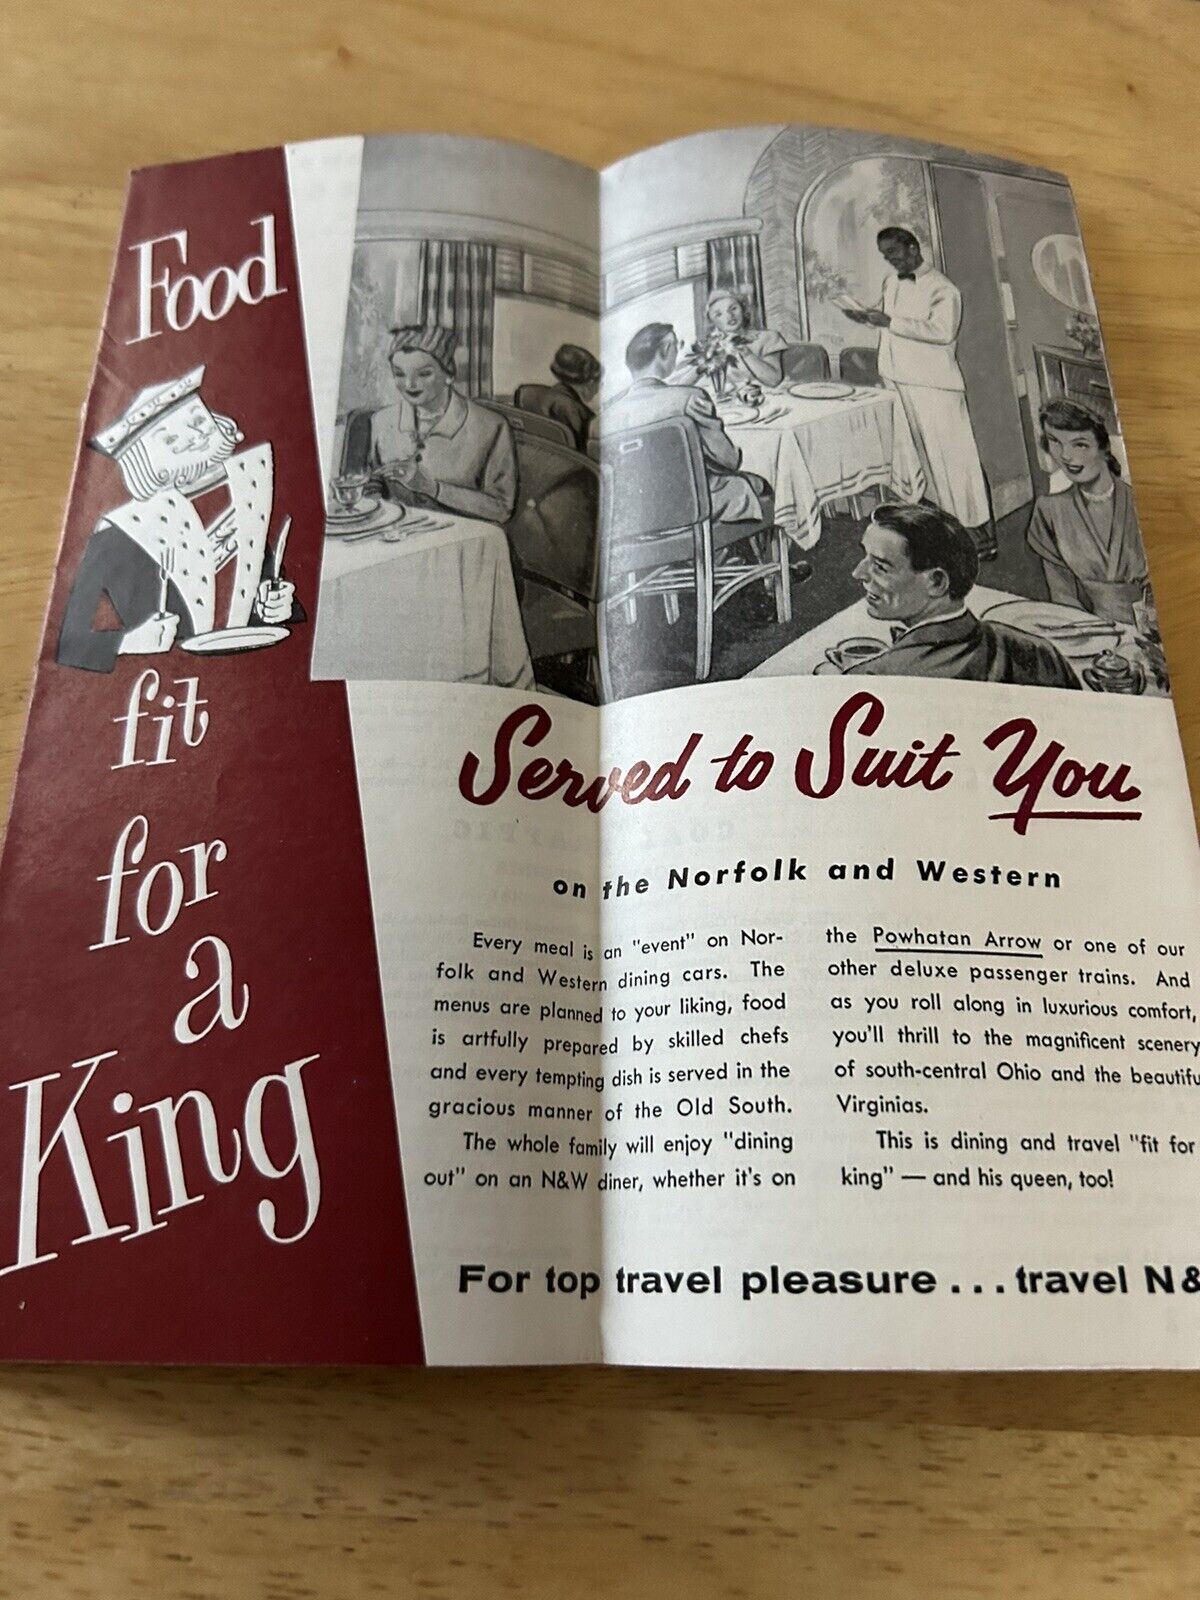 Food
fit
for
a
King
Served to Suit You
on the Norfolk and Western
Every meal is an "event" on Nor-
folk and Western dining cars. The
menus are planned to your liking, food
is artfully prepared by skilled chefs
and every tempting dish is served in the
gracious manner of the Old South.
The whole family will enjoy "dining
out" on an N&W diner, whether it's on
the Powhatan Arrow or one of our
other deluxe passenger trains. And
as you roll along in luxurious comfort,
you'll thrill to the magnificent scenery
of south-central Ohio and the beautifu
Virginias.
This is dining and travel "fit for
king" — and his queen, too!
For top travel pleasure . . . travel N&